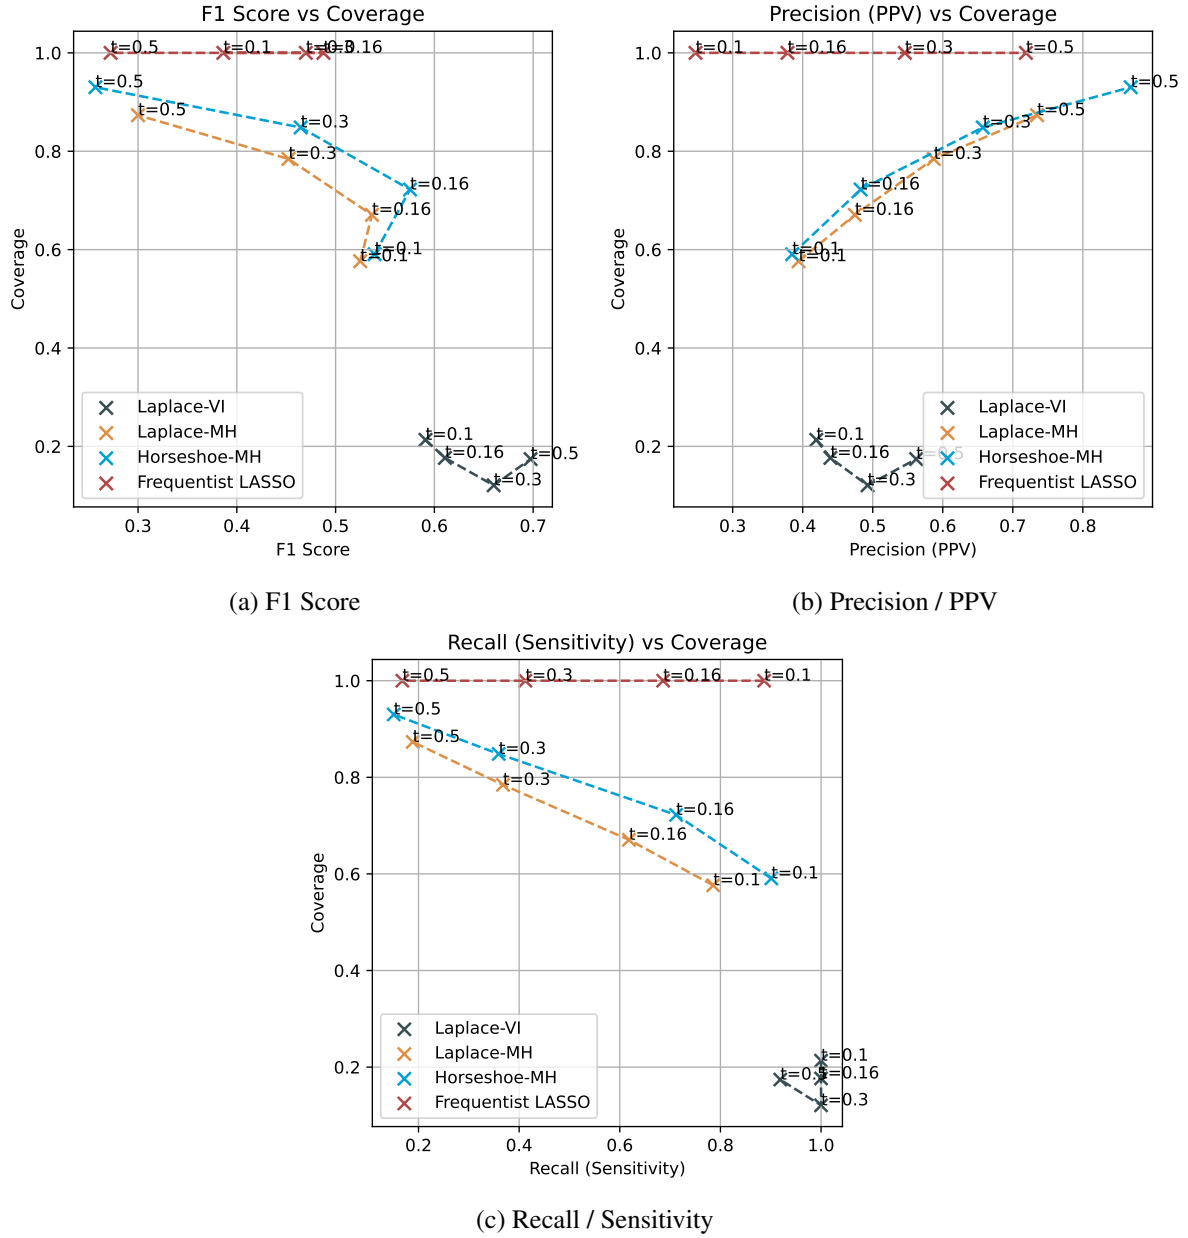 F1 Score vs Coverage
Coverage
1.0
0.8
0.6
0.4
0.2
t=0.5
t=0.1
t=0.3
t=0.16
t=0.5
t=0.3
t=0.16
t=0.1
t=0.5
t=0.3
t=0.16
t=0.1
t=0.1
t=0.16
t=0.3
t=0.5
Laplace-VI
Laplace-MH
Horseshoe-MH
Frequentist LASSO
0.3 0.4 0.5 0.6 0.7
F1 Score
(a) F1 Score
Precision (PPV) vs Coverage
Coverage
1.0
0.8
0.6
0.4
0.2
t=0.1
t=0.16
t=0.3
t=0.5
t=0.5
t=0.3
t=0.16
t=0.1
t=0.5
t=0.3
t=0.16
t=0.1
t=0.1
t=0.16
t=0.3
t=0.5
Laplace-VI
Laplace-MH
Horseshoe-MH
Frequentist LASSO
0.3 0.4 0.5 0.6 0.7 0.8
Precision (PPV)
(b) Precision / PPV
Recall (Sensitivity) vs Coverage
Coverage
1.0
0.8
0.6
0.4
0.2
t=0.5
t=0.3
t=0.16
t=0.1
t=0.5
t=0.3
t=0.16
t=0.1
t=0.5
t=0.3
t=0.16
t=0.1
t=0.1
t=0.16
t=0.5
t=0.3
Laplace-VI
Laplace-MH
Horseshoe-MH
Frequentist LASSO
0.2 0.4 0.6 0.8 1.0
Recall (Sensitivity)
(c) Recall / Sensitivity